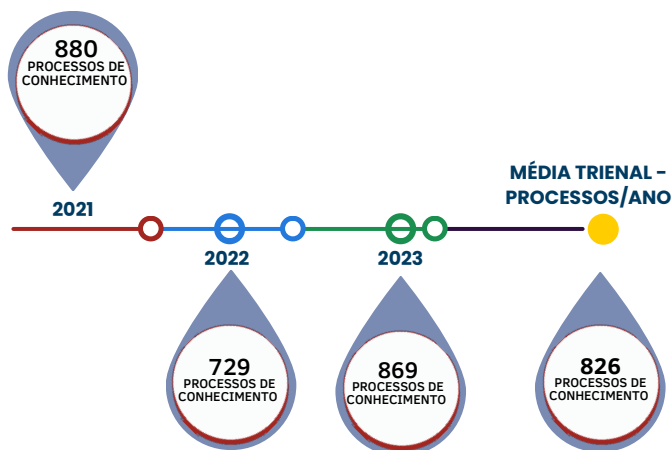 880
PROCESSOS DE
CONHECIMENTO
2021
2022
729
PROCESSOS DE
CONHECIMENTO
2023
869
PROCESSOS DE
CONHECIMENTO
MÉDIA TRIENAL -
PROCESSOS/ANO
826
PROCESSOS DE
CONHECIMENTO